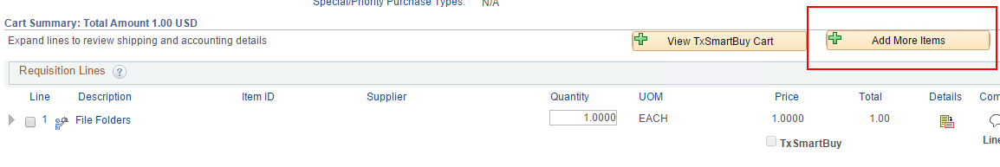 Special/Priority Purchase Types: N/A
Cart Summary: Total Amount 1.00 USD
Expand lines to review shipping and accounting details
View TxSmartBuy Cart
Add More Items
Requisition Lines ?
Line Description Item ID Supplier Quantity UOM Price Total Details Com
1 File Folders 1.0000 EACH 1.0000 1.00
TxSmartBuy Line